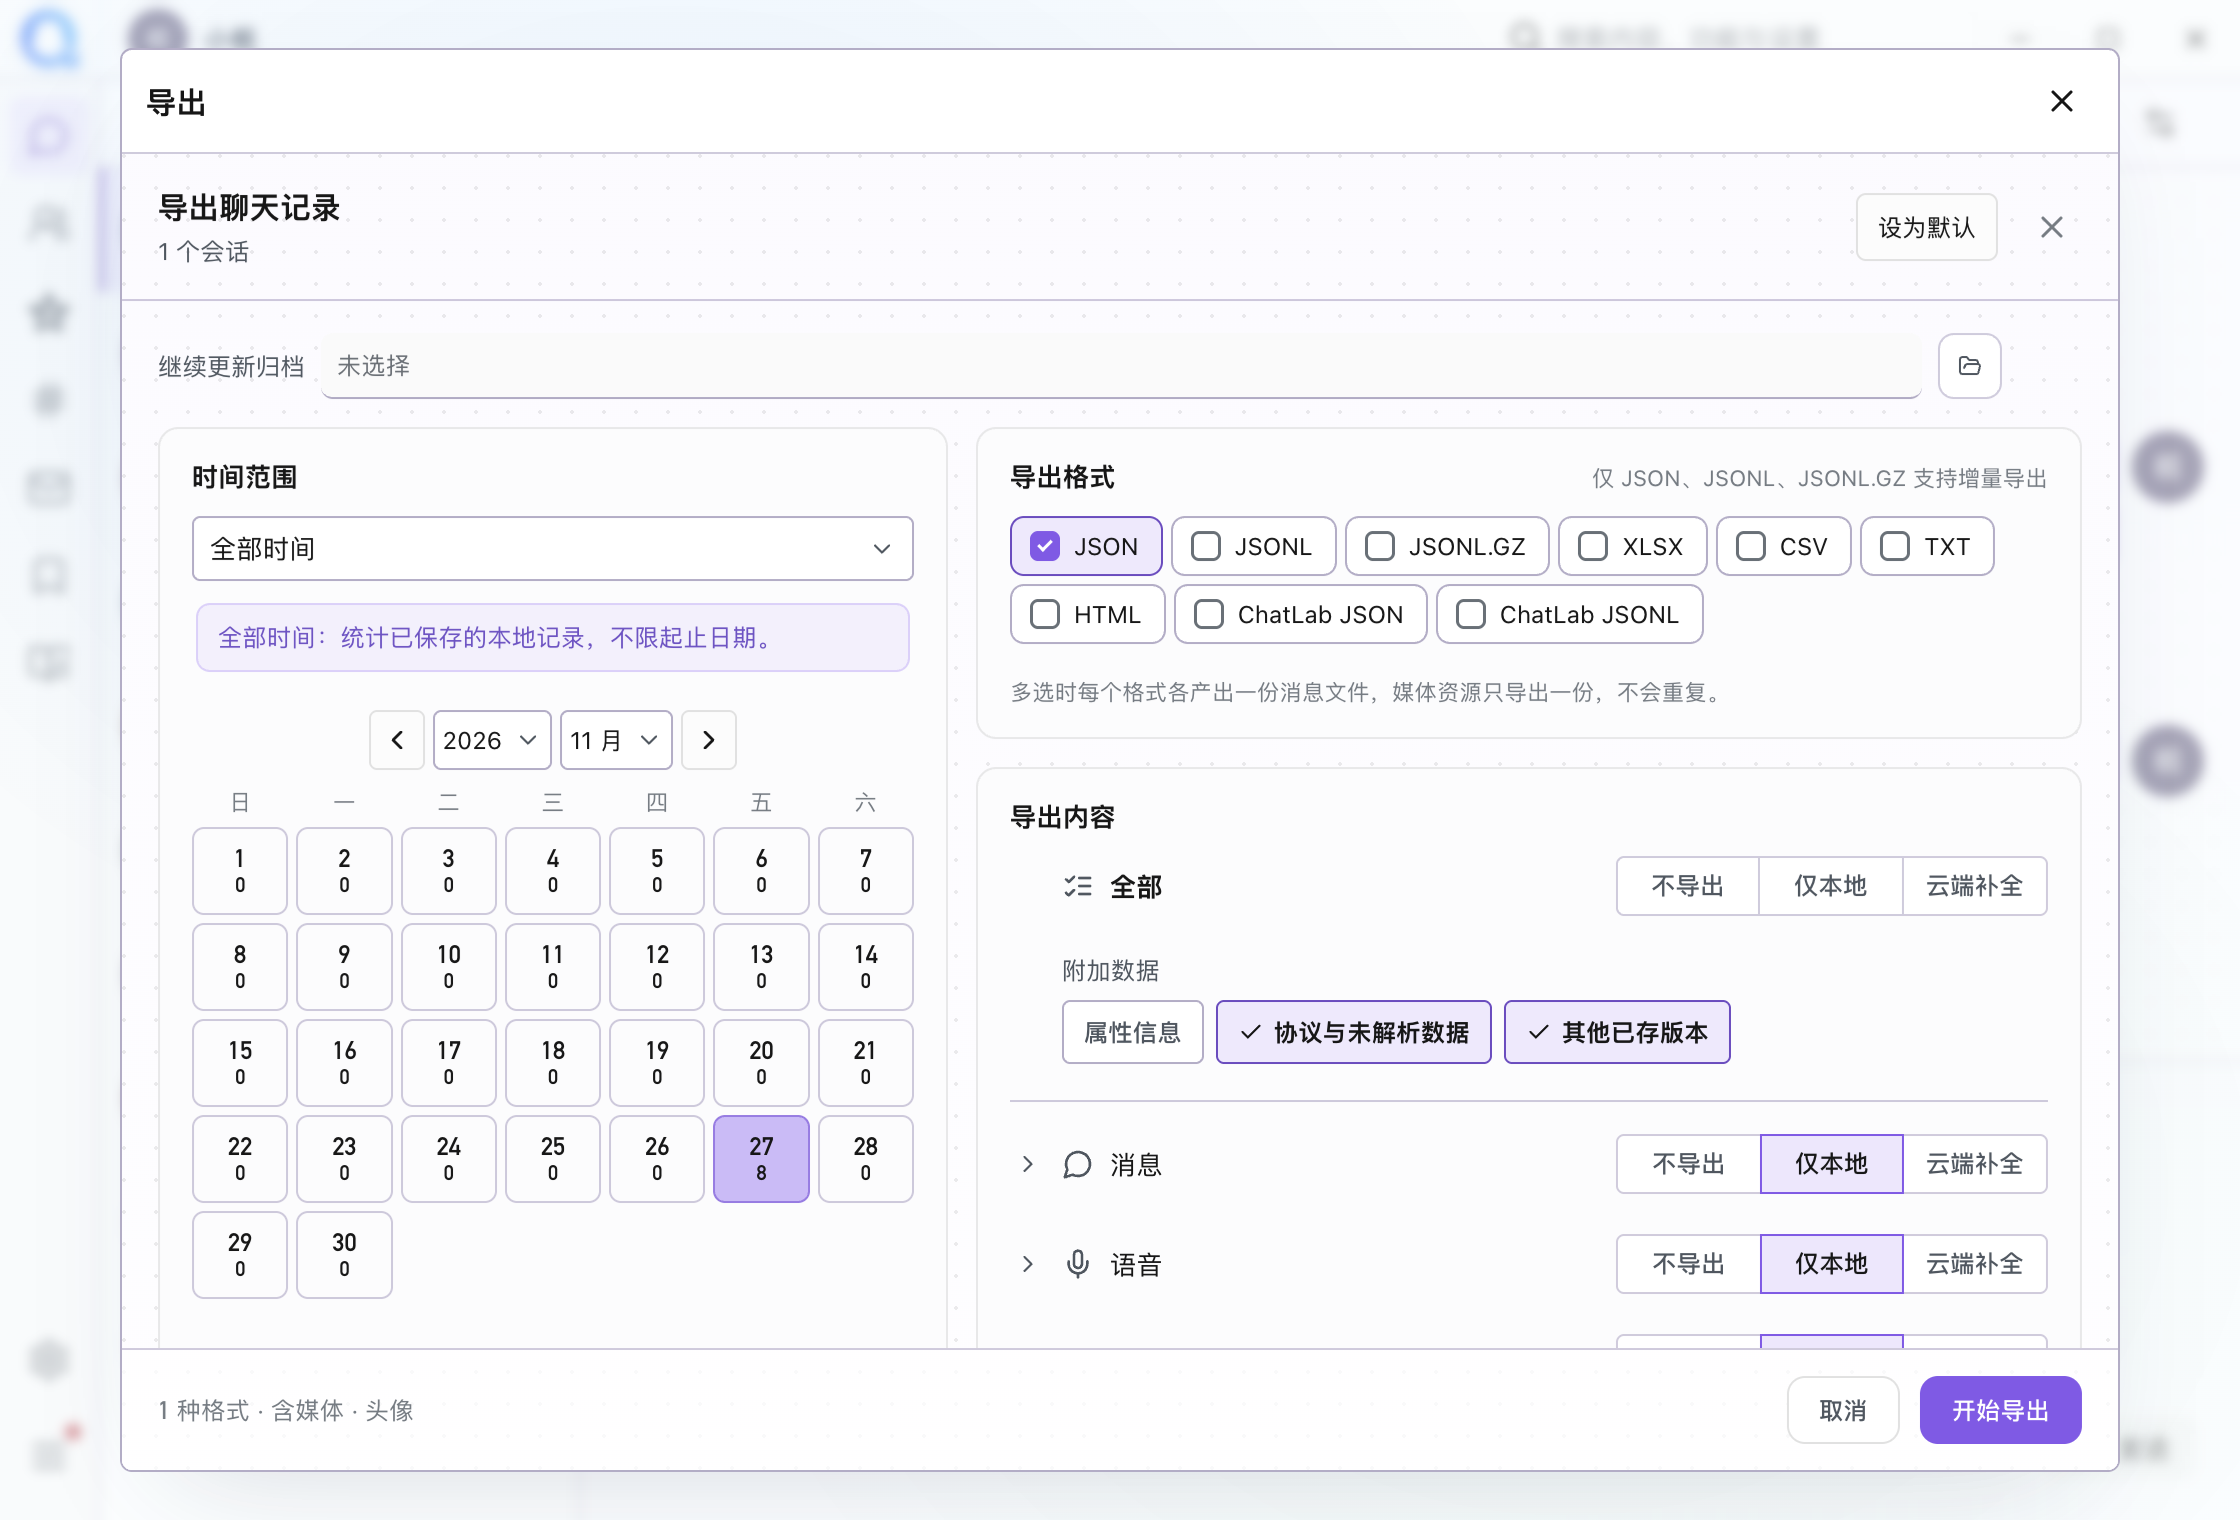 导出
导出聊天记录
1 个会话
设为默认
继续更新归档 未选择
时间范围
全部时间
全部时间：统计已保存的本地记录，不限起止日期。
2026 11 月
日 一 二 三 四 五 六
1 2 3 4 5 6 7
0 0 0 0 0 0 0
8 9 10 11 12 13 14
0 0 0 0 0 0 0
15 16 17 18 19 20 21
0 0 0 0 0 0 0
22 23 24 25 26 27 28
0 0 0 0 0 8 0
29 30
0 0
导出格式 仅 JSON、JSONL、JSONL.GZ 支持增量导出
JSON JSONL JSONL.GZ XLSX CSV TXT
HTML ChatLab JSON ChatLab JSONL
多选时每个格式各产出一份消息文件，媒体资源只导出一份，不会重复。
导出内容
全部 不导出 仅本地 云端补全
附加数据
属性信息 协议与未解析数据 其他已存版本
消息 不导出 仅本地 云端补全
语音 不导出 仅本地 云端补全
1 种格式 · 含媒体 · 头像
取消 开始导出